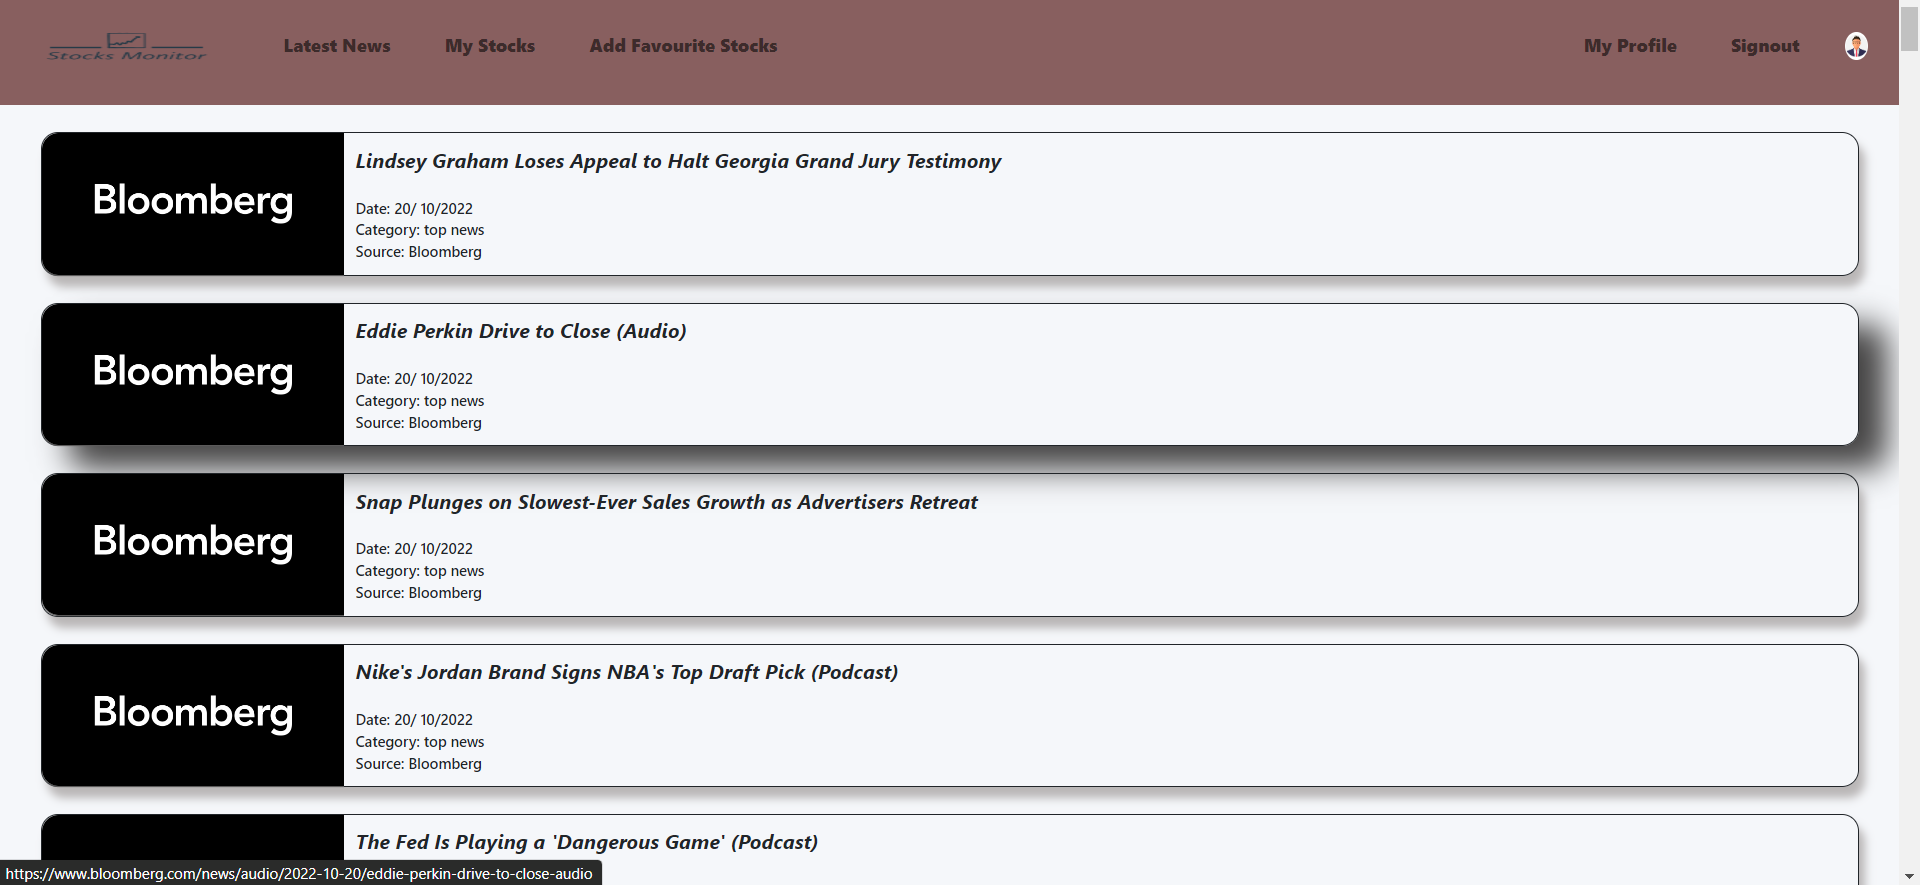 Stocks Monitor
Latest News
My Stocks
Add Favourite Stocks
My Profile
Signout
Bloomberg
Lindsey Graham Loses Appeal to Halt Georgia Grand Jury Testimony
Date: 20/ 10/2022
Category: top news
Source: Bloomberg
Bloomberg
Eddie Perkin Drive to Close (Audio)
Date: 20/ 10/2022
Category: top news
Source: Bloomberg
Bloomberg
Snap Plunges on Slowest-Ever Sales Growth as Advertisers Retreat
Date: 20/ 10/2022
Category: top news
Source: Bloomberg
Bloomberg
Nike's Jordan Brand Signs NBA's Top Draft Pick (Podcast)
Date: 20/ 10/2022
Category: top news
Source: Bloomberg
The Fed Is Playing a 'Dangerous Game' (Podcast)
https://www.bloomberg.com/news/audio/2022-10-20/eddie-perkin-drive-to-close-audio